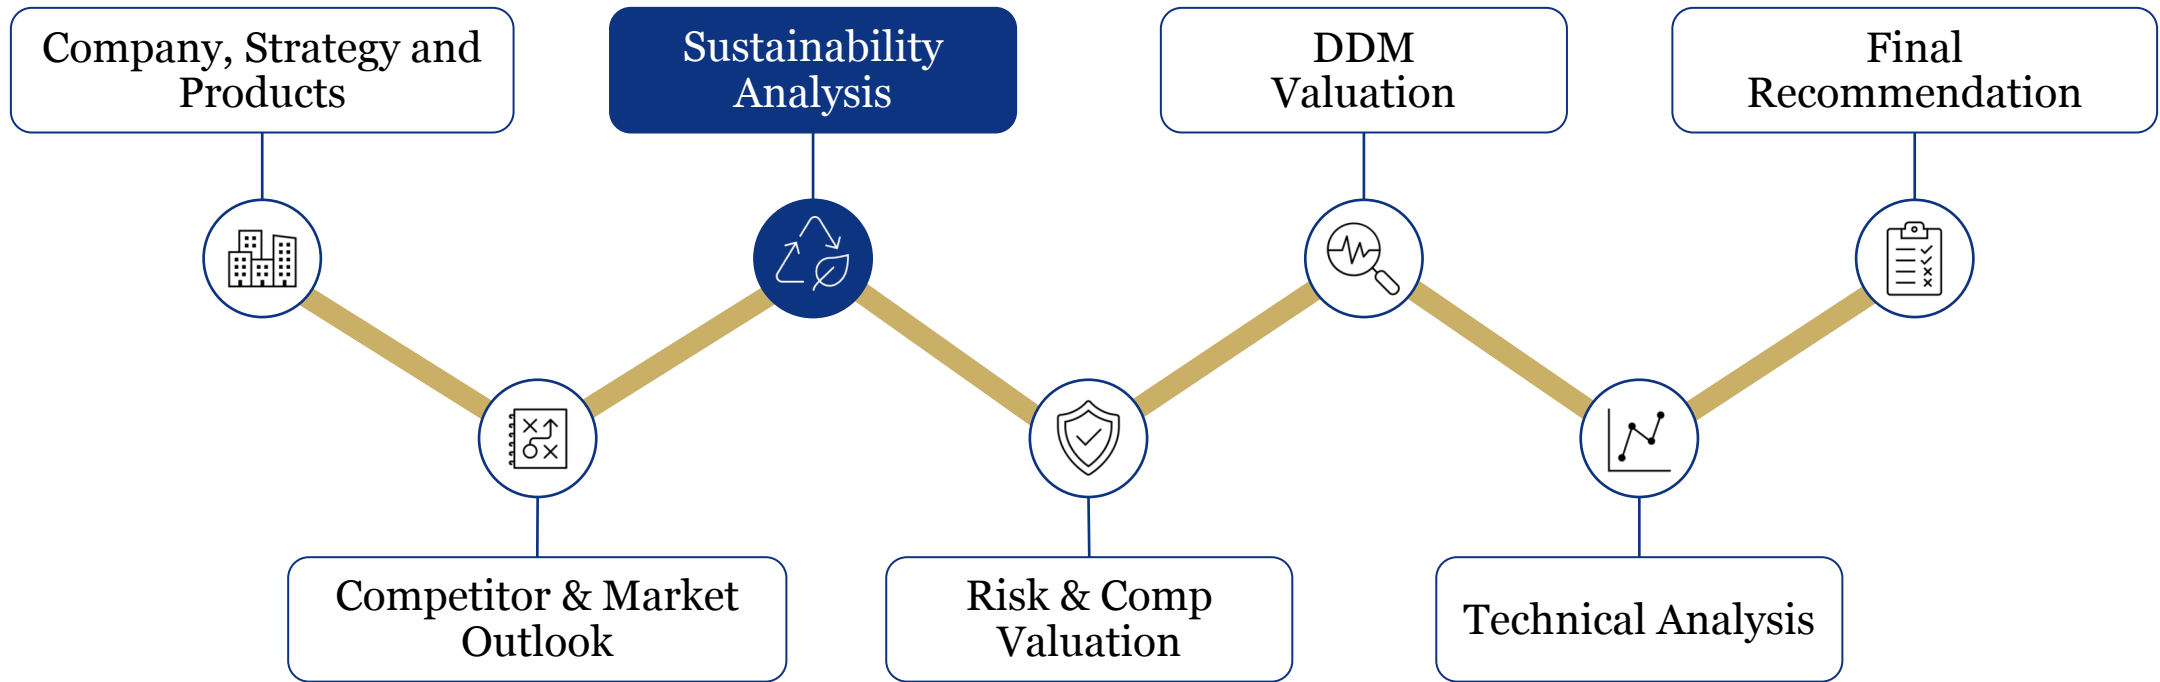 Company, Strategy and
Products
Sustainability
Analysis
DDM
Valuation
Final
Recommendation
Competitor & Market
Outlook
Risk & Comp
Valuation
Technical Analysis